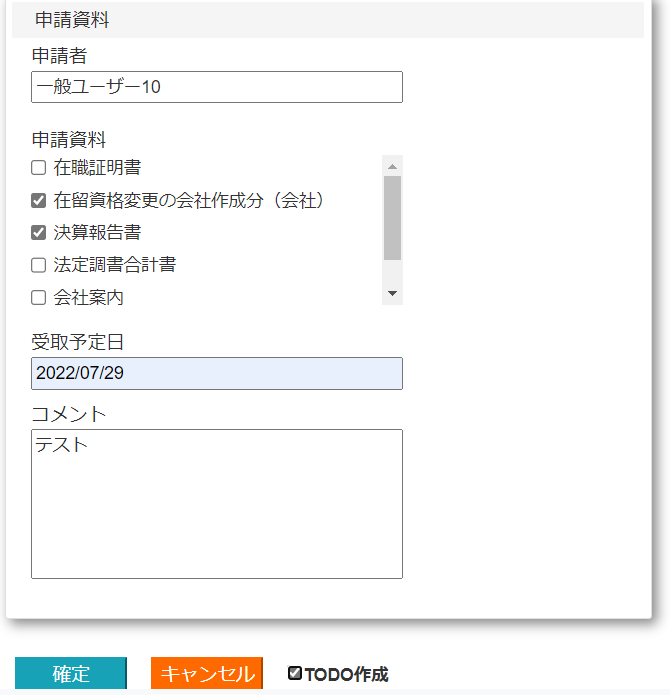 申請資料
申請者
一般ユーザー10
申請資料
在職証明書
在留資格変更の会社作成分（会社）
決算報告書
法定調書合計書
会社案内
受取予定日
2022/07/29
コメント
テスト
確定 キャンセル TODO作成